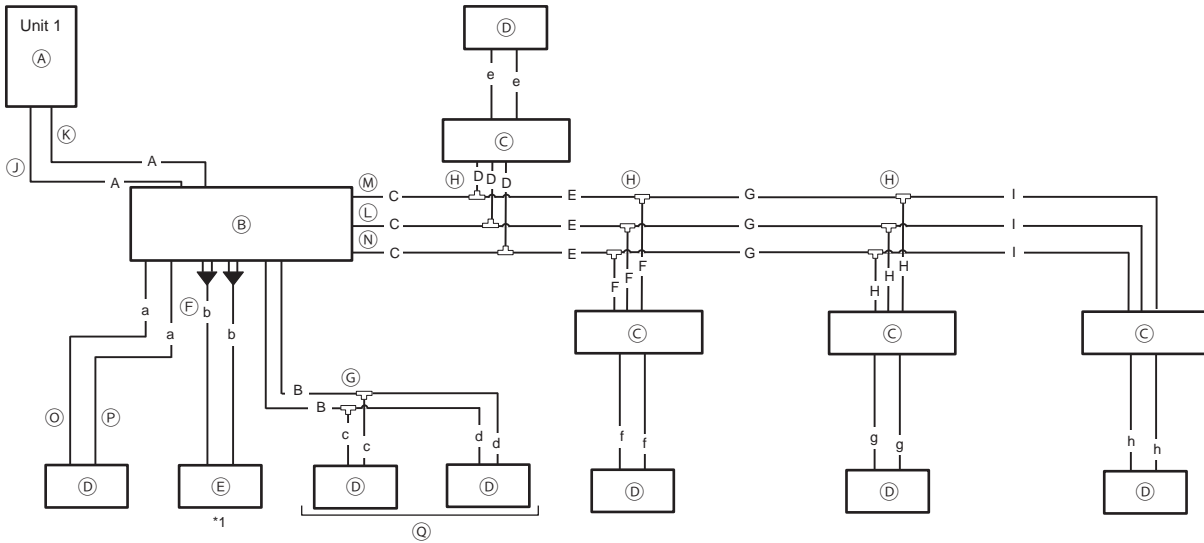 Unit 1
Ⓐ
Ⓓ
e e
Ⓚ
Ⓒ
Ⓙ
A
A
D D D
Ⓗ Ⓗ Ⓗ
Ⓜ C E G I
Ⓛ C E G I
Ⓝ C E G I
Ⓑ
F F F
H H H
a a Ⓕ b b
Ⓒ Ⓒ Ⓒ
B Ⓖ
B
Ⓞ Ⓟ
c c d d
f f g g h h
Ⓓ Ⓔ Ⓓ Ⓓ Ⓓ Ⓓ Ⓓ
*1
Ⓠ